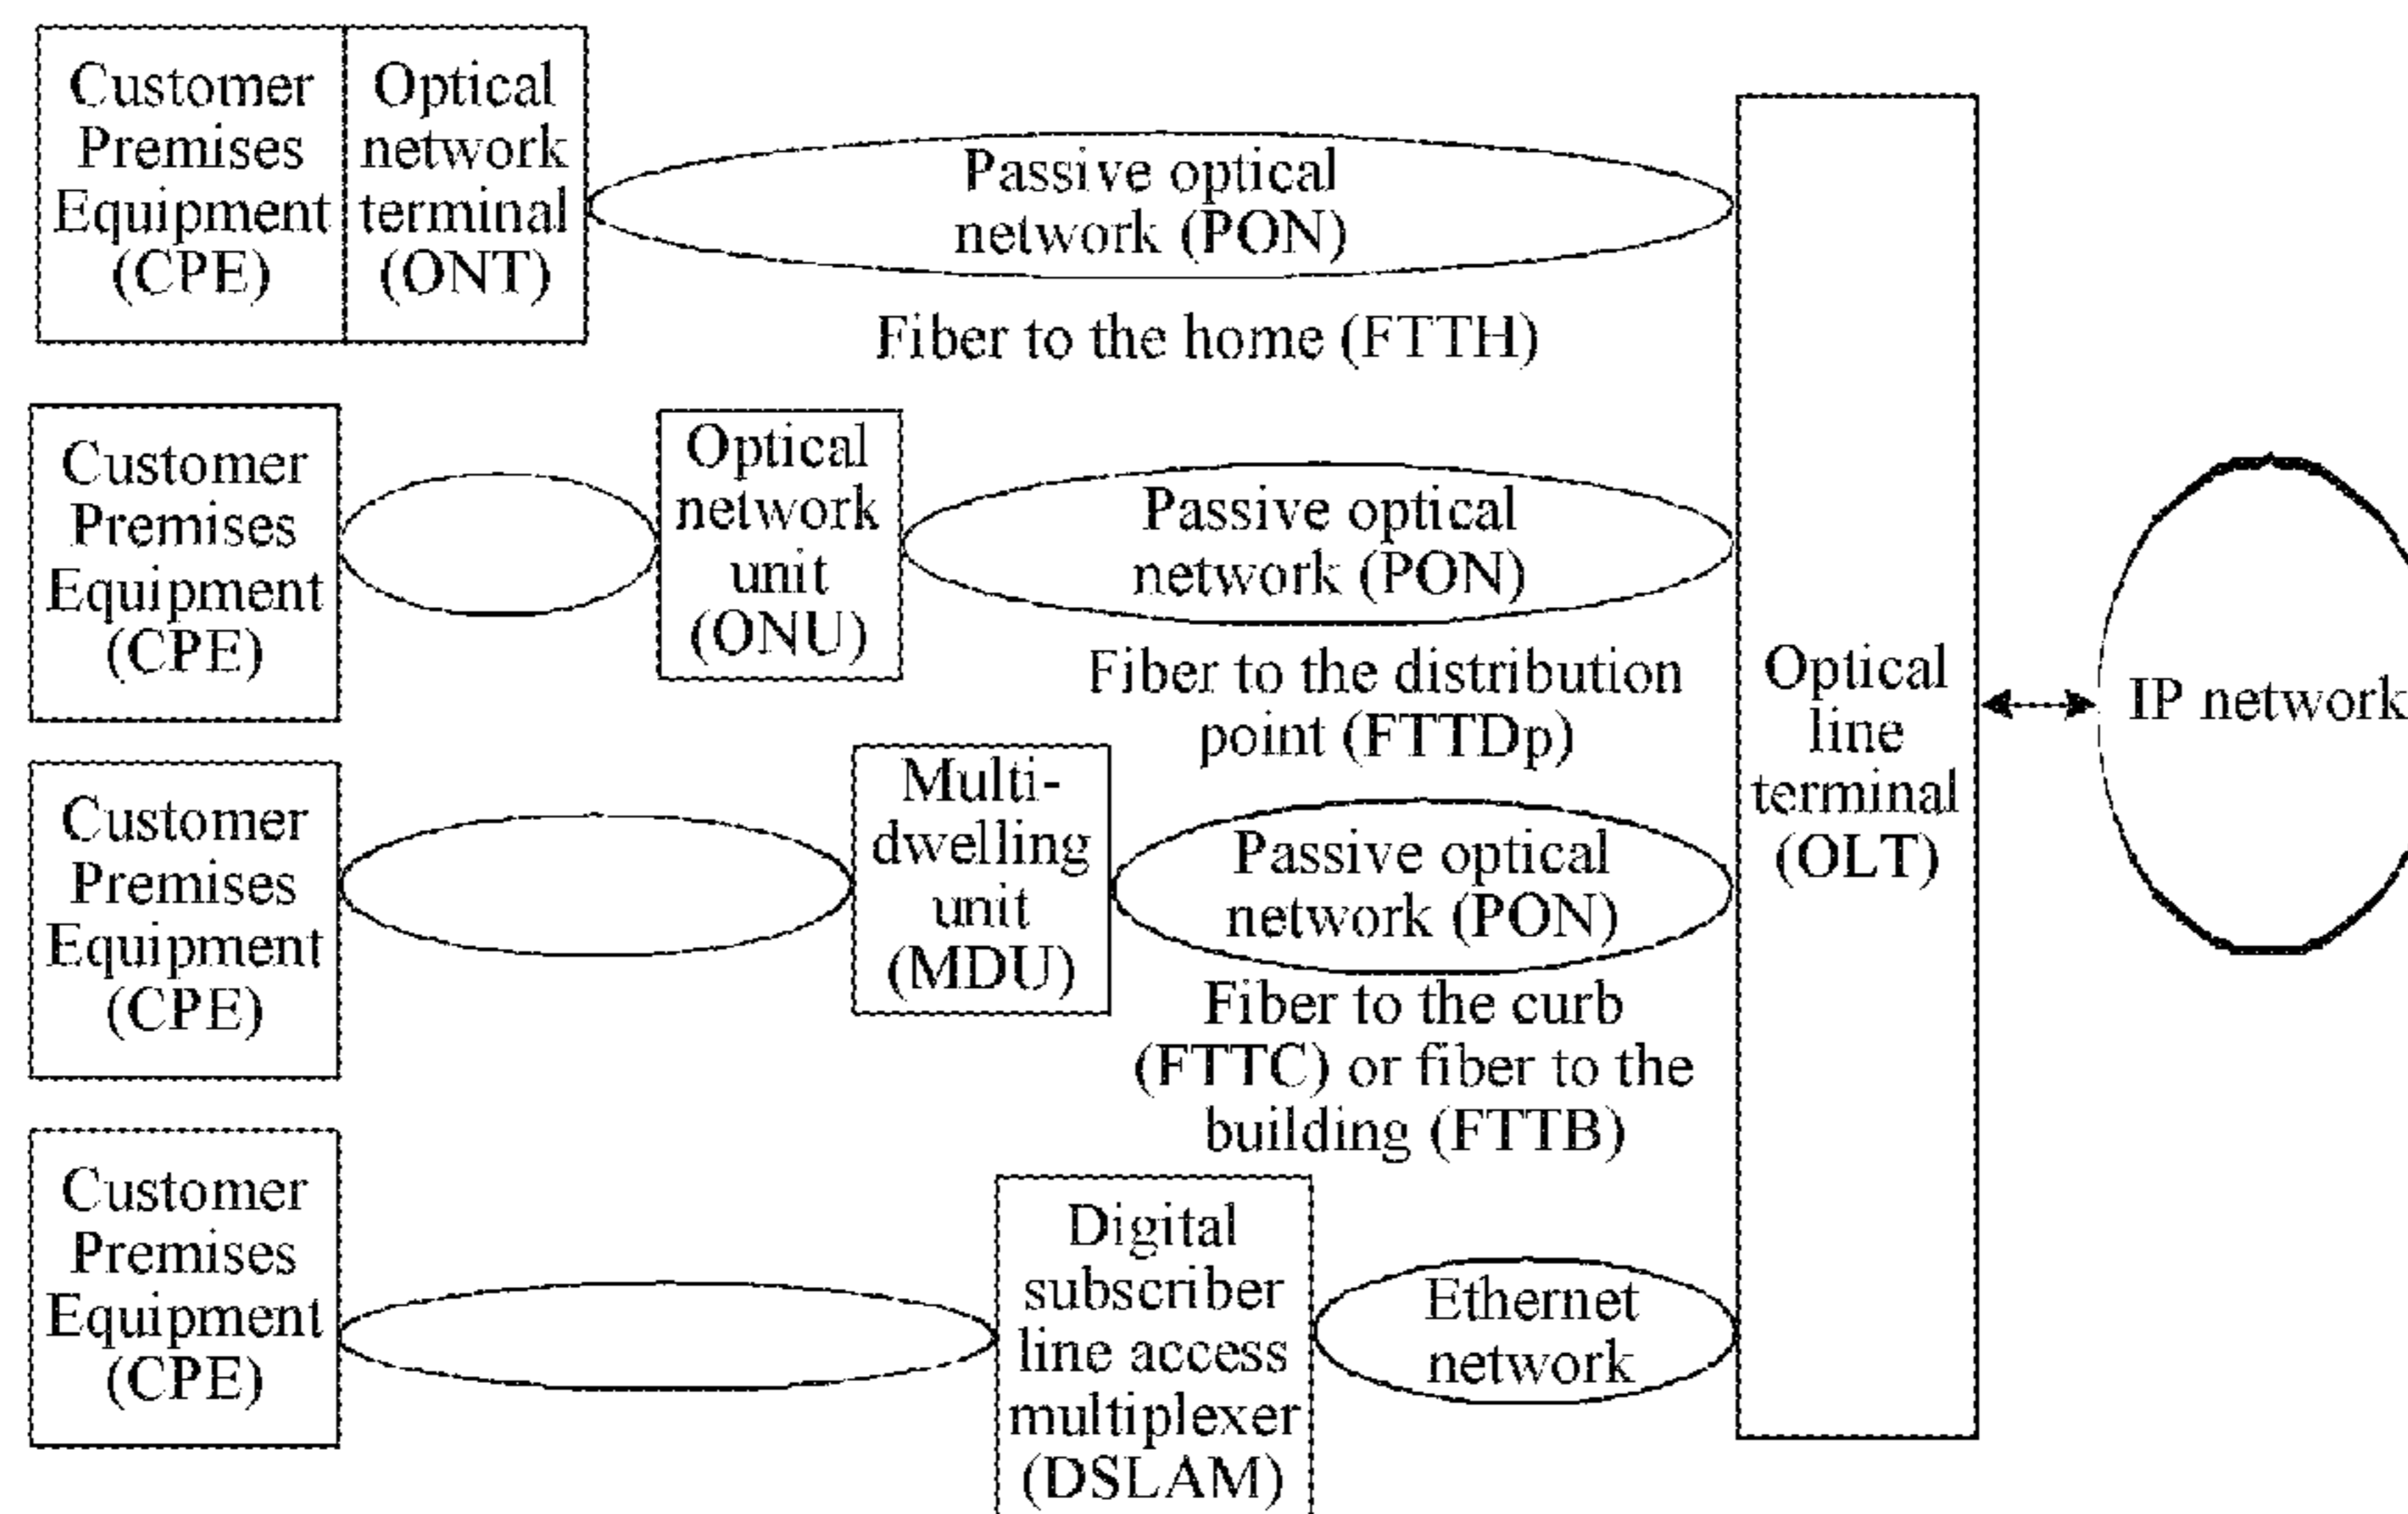 Customer
Premises
Equipment
(CPE)
Optical
network
terminal
(ONT)
Passive optical
network (PON)
Fiber to the home (FTTH)
Customer
Premises
Equipment
(CPE)
Optical
network
unit
(ONU)
Passive optical
network (PON)
Fiber to the distribution
point (FTTDp)
Customer
Premises
Equipment
(CPE)
Multi-
dwelling
unit
(MDU)
Passive optical
network (PON)
Fiber to the curb
(FTTC) or fiber to the
building (FTTB)
Customer
Premises
Equipment
(CPE)
Digital
subscriber
line access
multiplexer
(DSLAM)
Ethernet
network
Optical
line
terminal
(OLT)
IP network